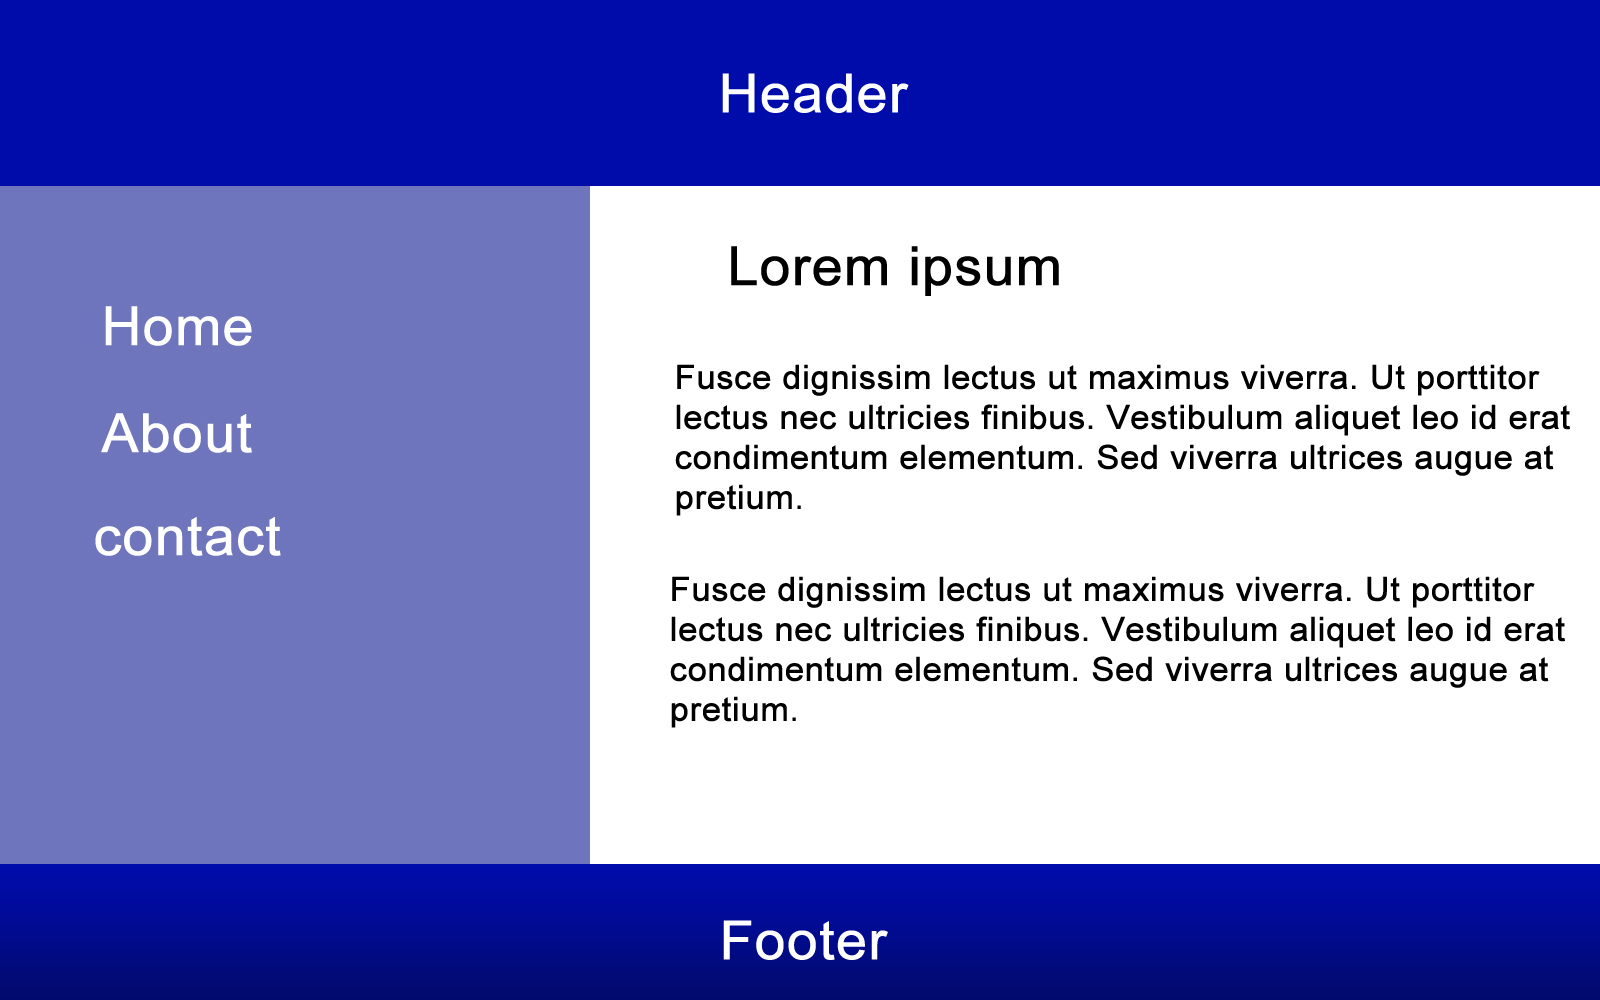 Header
Home
About
contact
Lorem ipsum
Fusce dignissim lectus ut maximus viverra. Ut porttitor
lectus nec ultricies finibus. Vestibulum aliquet leo id erat
condimentum elementum. Sed viverra ultrices augue at
pretium.
Fusce dignissim lectus ut maximus viverra. Ut porttitor
lectus nec ultricies finibus. Vestibulum aliquet leo id erat
condimentum elementum. Sed viverra ultrices augue at
pretium.
Footer